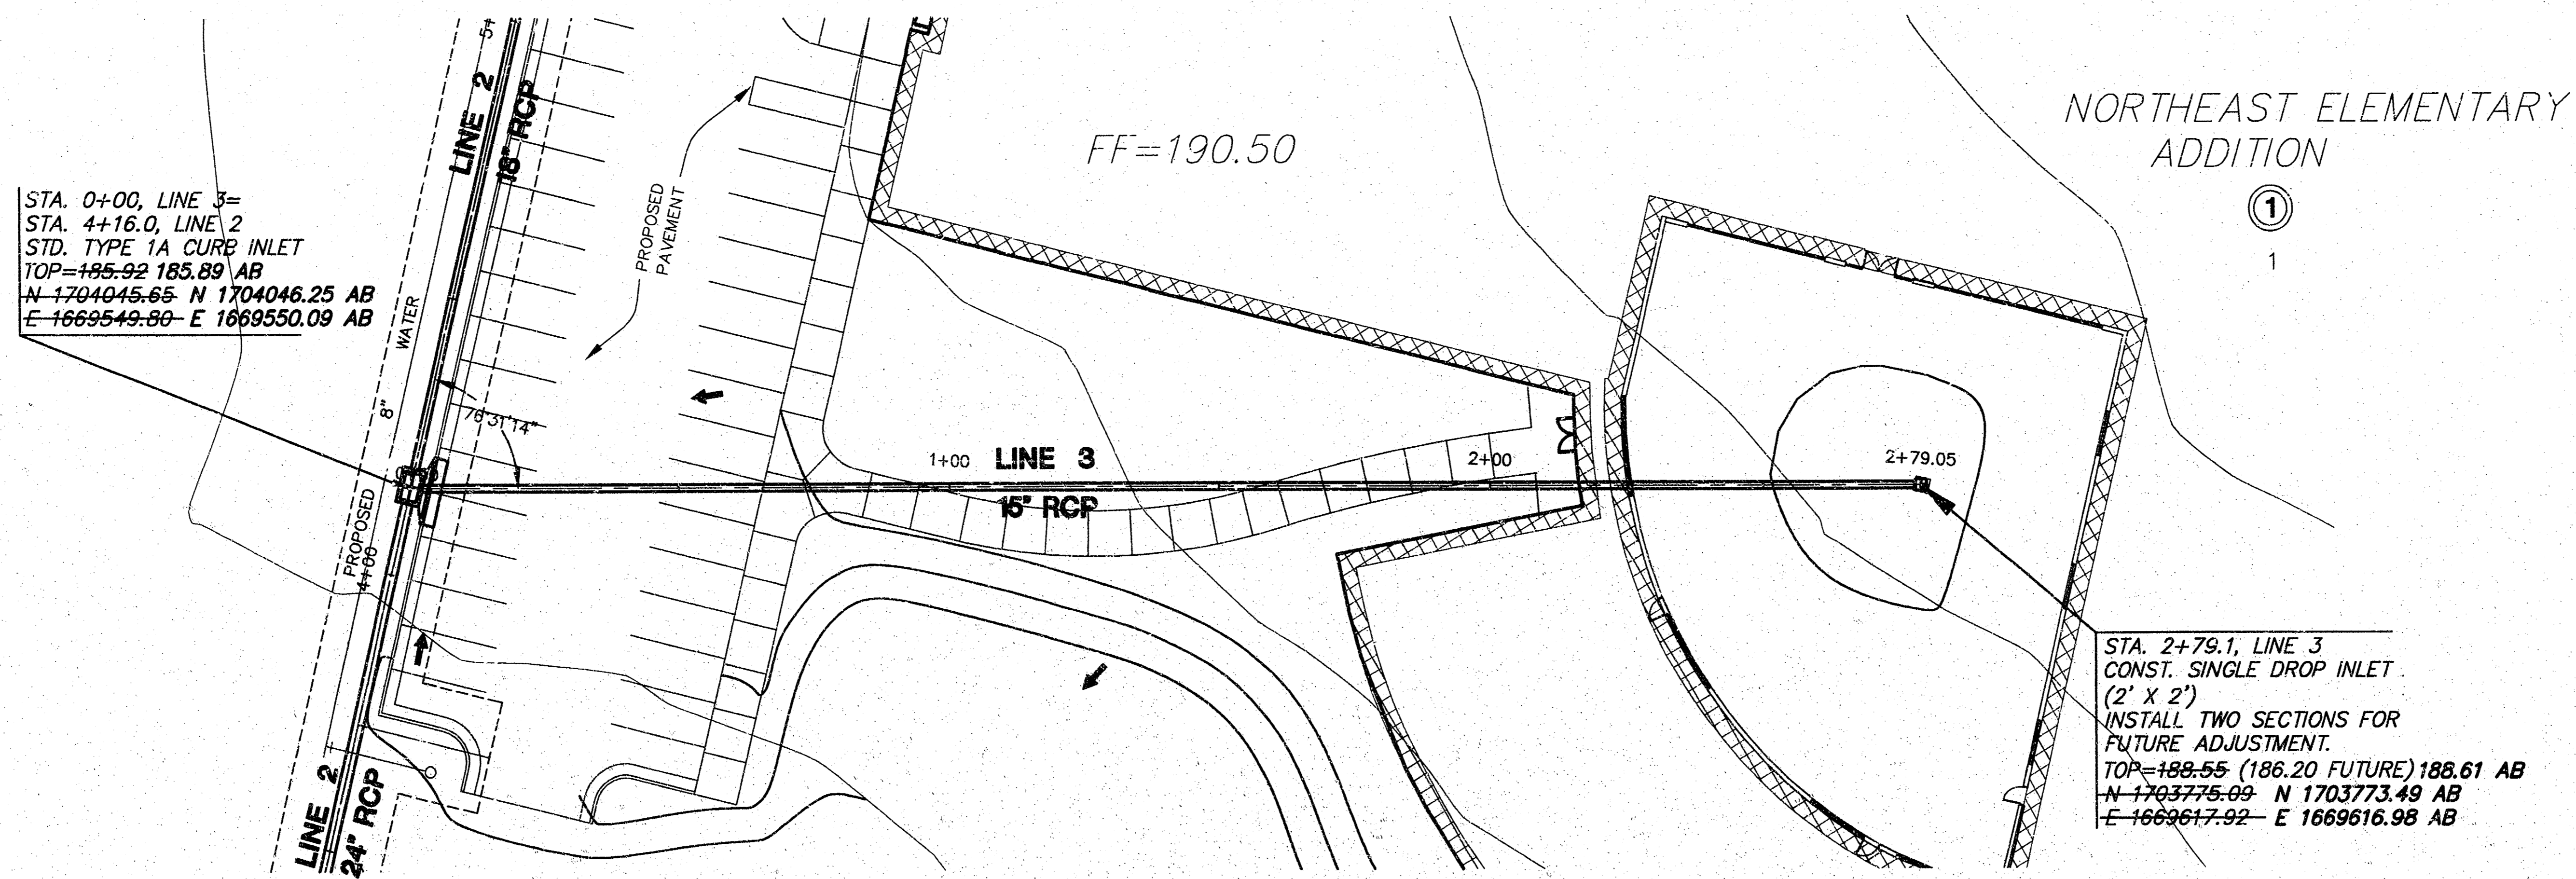 5+
LINE 2
18" RCP
NORTHEAST ELEMENTARY
ADDITION
1
1
FF=190.50
PROPOSED
PAVEMENT
STA. 0+00, LINE 3=
STA. 4+16.0, LINE 2
STD. TYPE 1A CURB INLET
TOP=185.92 185.89 AB
N 1704045.65 N 1704046.25 AB
E 1669549.80 E 1669550.09 AB
PROPOSED 8" WATER
76°31'14"
1+00
LINE 3
15" RCP
2+00
2+79.05
4+00
STA. 2+79.1, LINE 3
CONST. SINGLE DROP INLET
(2' X 2')
INSTALL TWO SECTIONS FOR
FUTURE ADJUSTMENT.
TOP=188.55 (186.20 FUTURE) 188.61 AB
N 1703775.09 N 1703773.49 AB
E 1669617.92 E 1669616.98 AB
LINE 2
24" RCP